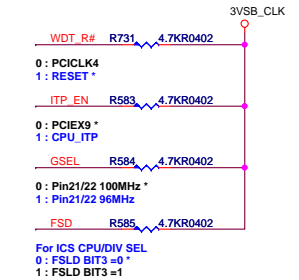 3VSB_CLK
WDT_R# R731 4.7KR0402
0 : PCICLK4
1 : RESET *
ITP_EN R583 4.7KR0402
0 : PCIEX9 *
1 : CPU_ITP
GSEL R584 4.7KR0402
0 : Pin21/22 100MHz *
1 : Pin21/22 96MHz
FSD R585 4.7KR0402
For ICS CPU/DIV SEL
0 : FSLD BIT3 =0 *
1 : FSLD BIT3 =1